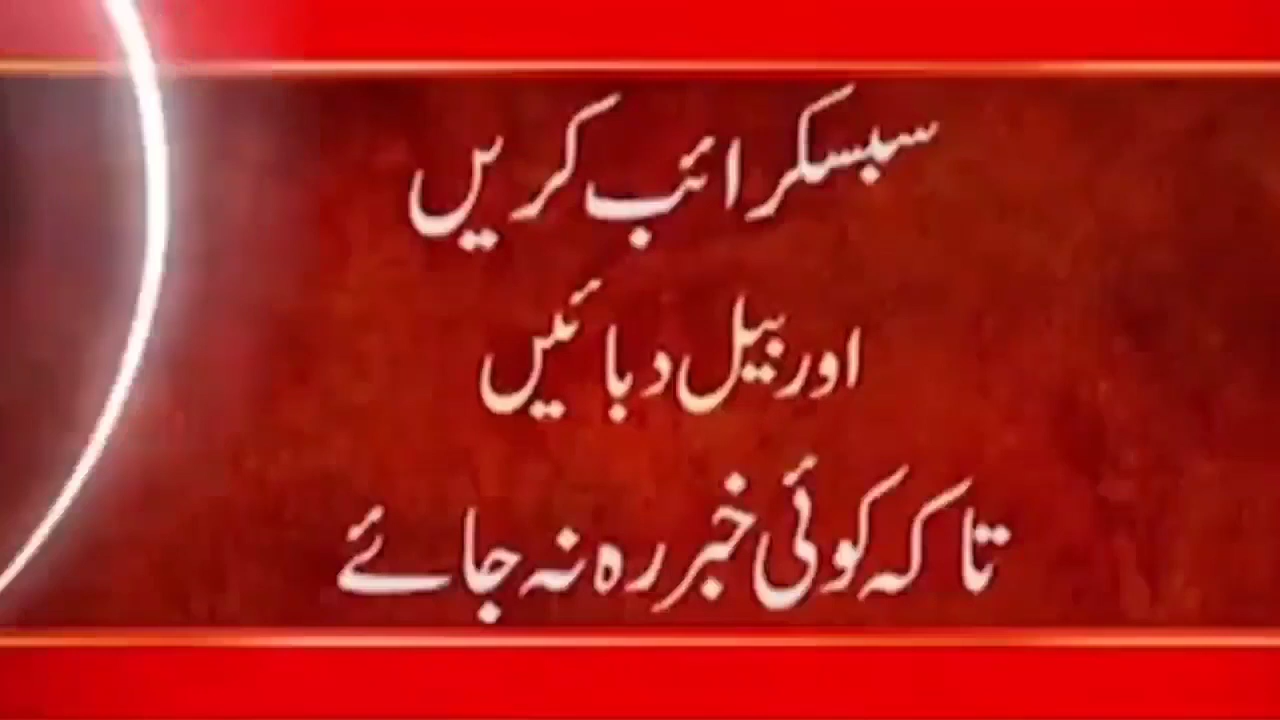 سبسکرائب کریں
اور بیل دبائیں
تاکہ کوئی خبر رہ نہ جائے